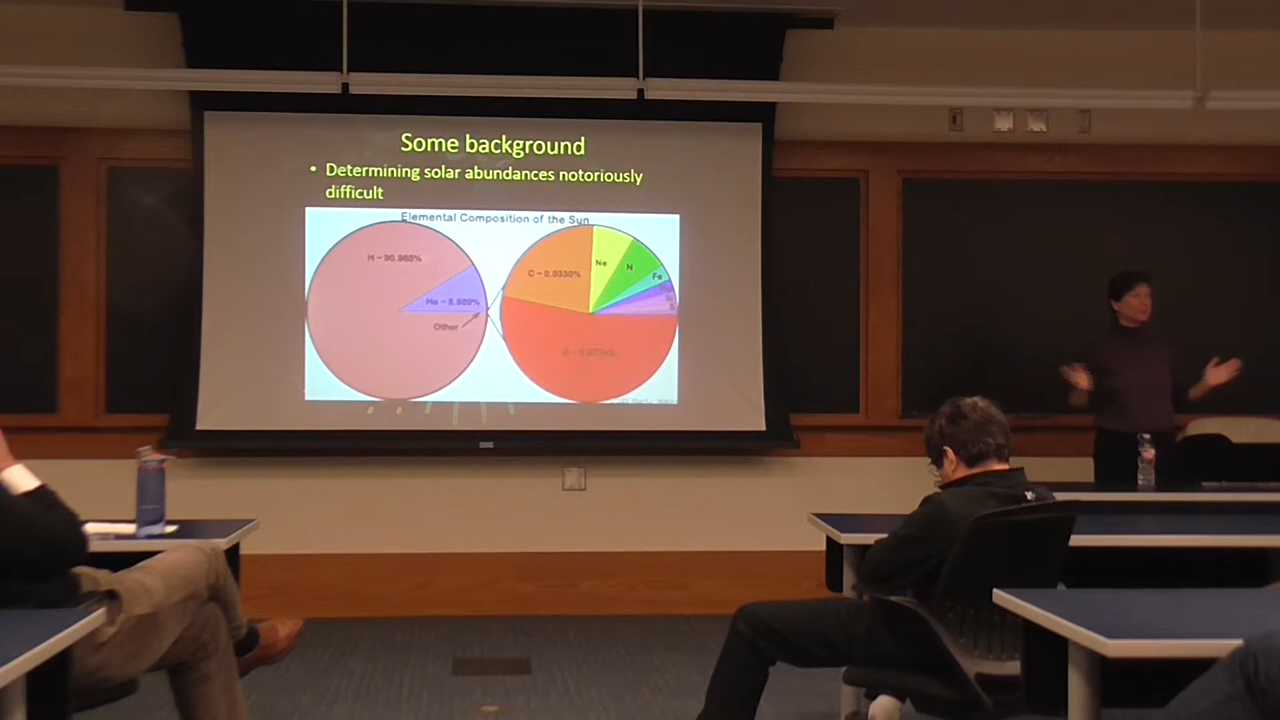 Some background
• Determining solar abundances notoriously
difficult
Elemental Composition of the Sun
H - 90.965%
He - 8.889%
Other
C - 0.0330%
Ne
N
Fe